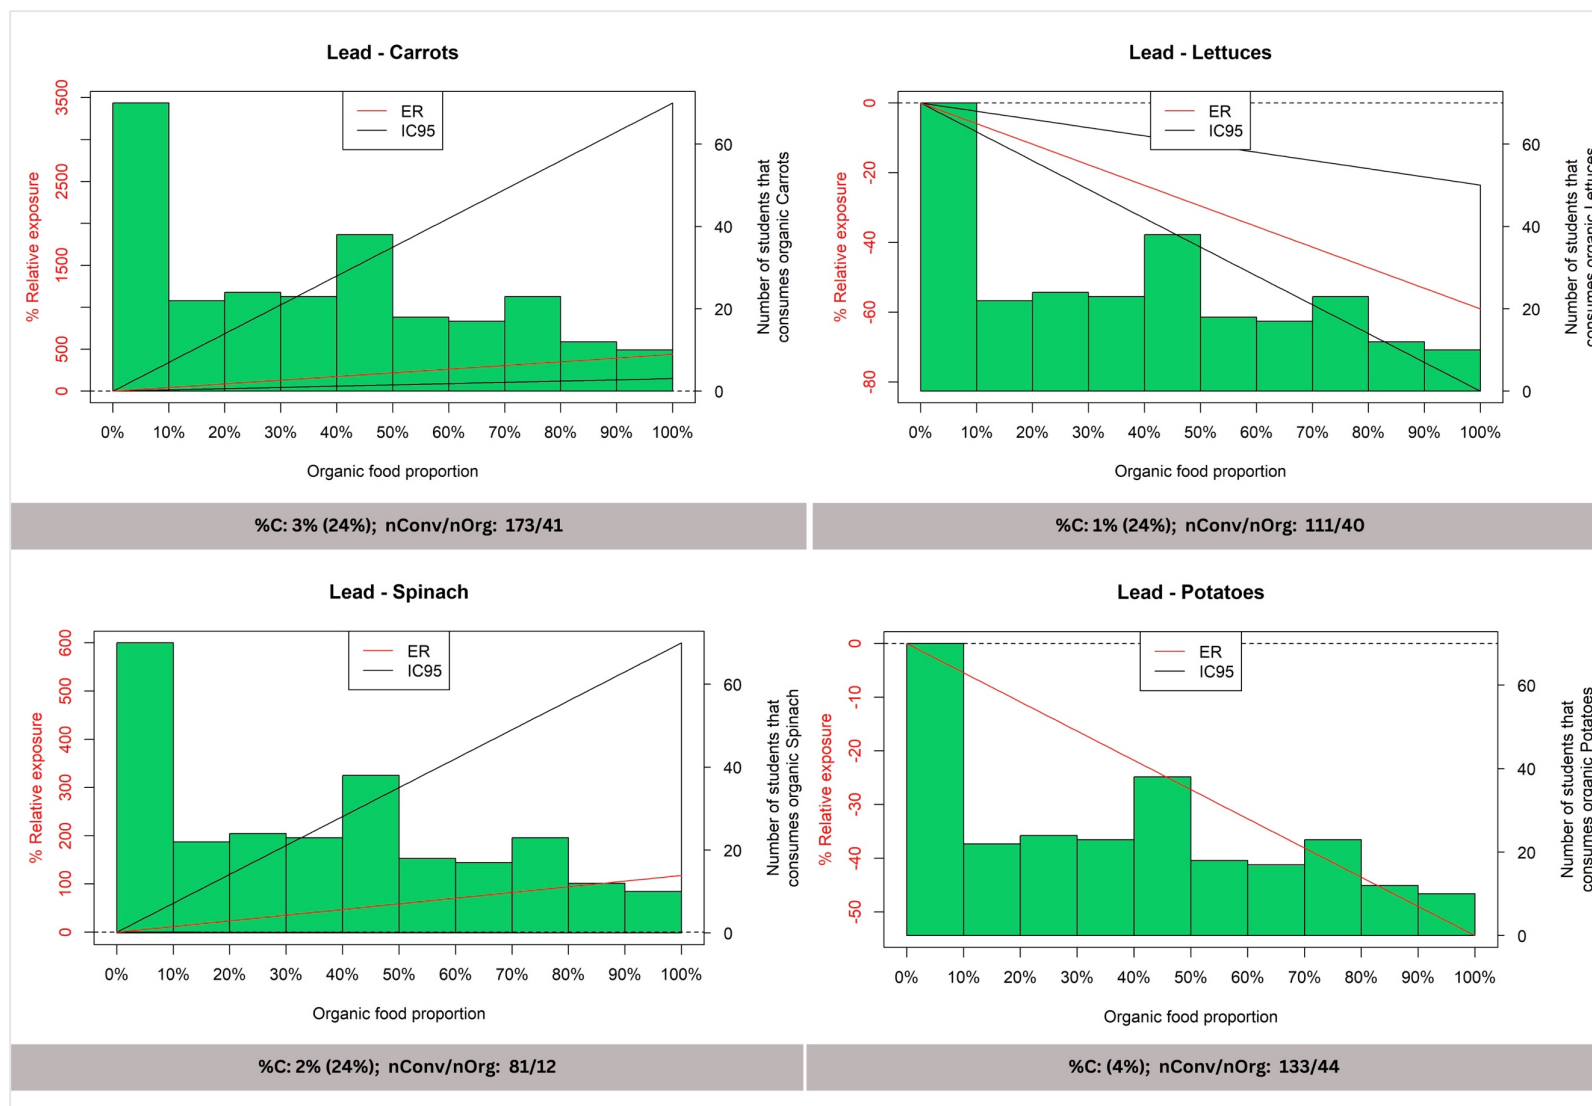 Lead - Carrots
3500
2500
1500
500
0
% Relative exposure
ER
IC95
60
40
20
0
Number of students that
consumes organic Carrots
0% 10% 20% 30% 40% 50% 60% 70% 80% 90% 100%
Organic food proportion
%C: 3% (24%); nConv/nOrg: 173/41
Lead - Lettuces
0
-20
-40
-60
-80
% Relative exposure
ER
IC95
60
40
20
0
Number of students that
consumes organic Lettuces
0% 10% 20% 30% 40% 50% 60% 70% 80% 90% 100%
Organic food proportion
%C: 1% (24%); nConv/nOrg: 111/40
Lead - Spinach
600
500
400
300
200
100
0
% Relative exposure
ER
IC95
60
40
20
0
Number of students that
consumes organic Spinach
0% 10% 20% 30% 40% 50% 60% 70% 80% 90% 100%
Organic food proportion
%C: 2% (24%); nConv/nOrg: 81/12
Lead - Potatoes
0
-10
-20
-30
-40
-50
% Relative exposure
ER
IC95
60
40
20
0
Number of students that
consumes organic Potatoes
0% 10% 20% 30% 40% 50% 60% 70% 80% 90% 100%
Organic food proportion
%C: (4%); nConv/nOrg: 133/44